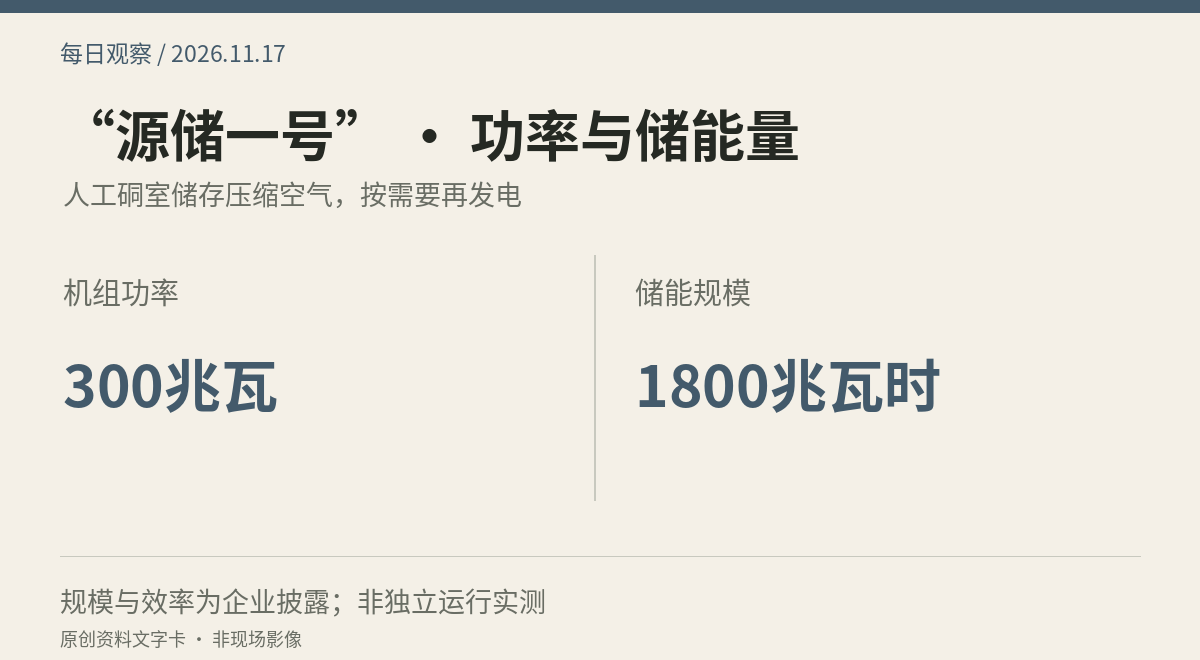 每日观察 / 2026.11.17
“源储一号” · 功率与储能量
人工硐室储存压缩空气，按需要再发电
机组功率
300兆瓦
储能规模
1800兆瓦时
规模与效率为企业披露；非独立运行实测
原创资料文字卡 · 非现场影像